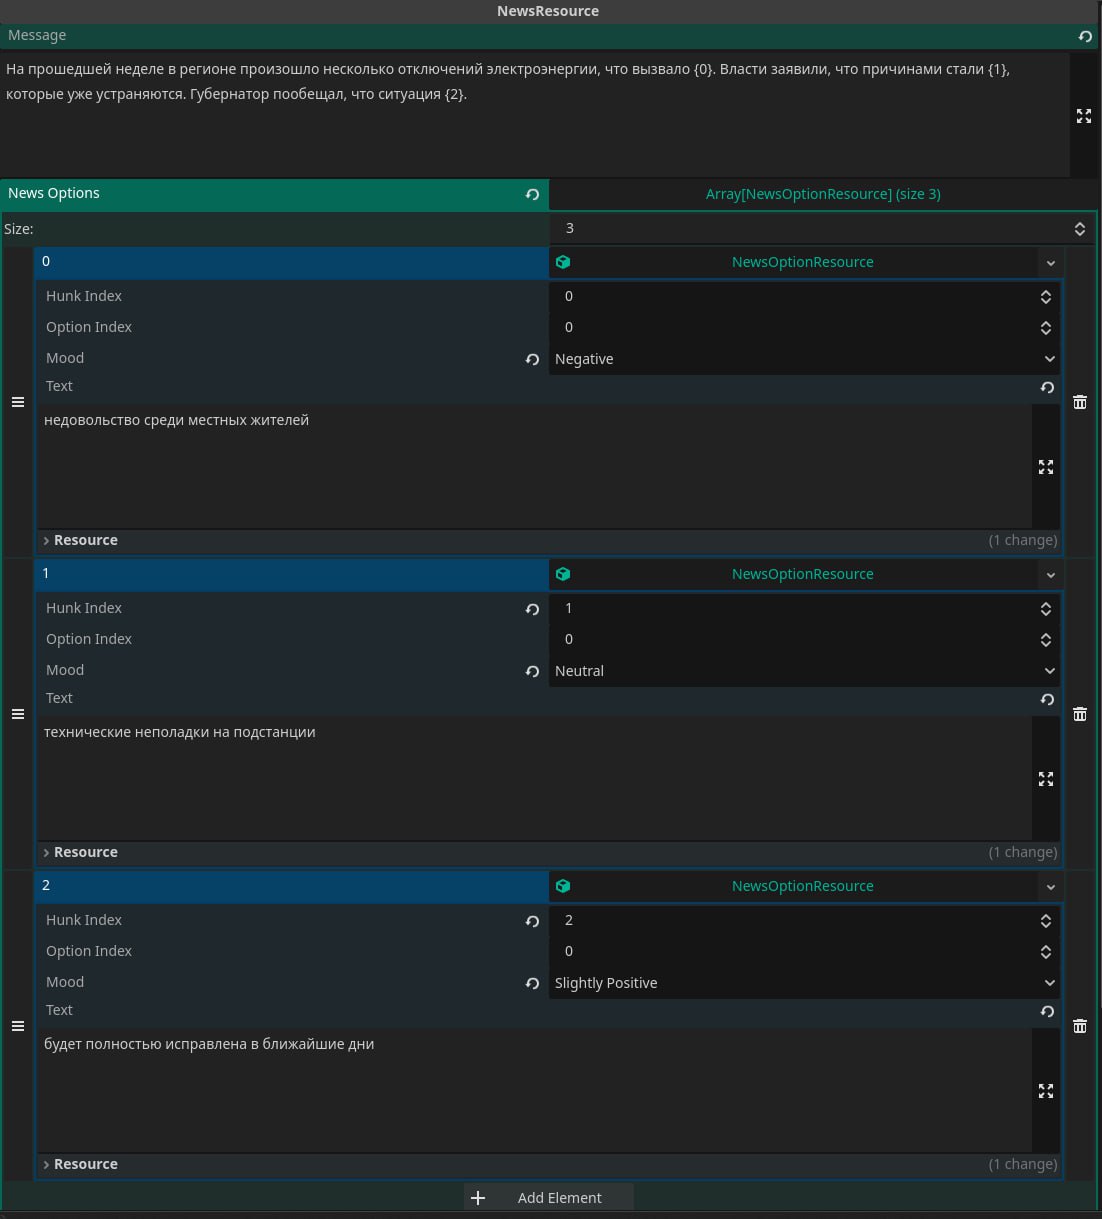 NewsResource
Message
На прошедшей неделе в регионе произошло несколько отключений электроэнергии, что вызвало {0}. Власти заявили, что причинами стали {1},
которые уже устраняются. Губернатор пообещал, что ситуация {2}.
News Options Array[NewsOptionResource] (size 3)
Size: 3
0 NewsOptionResource
Hunk Index 0
Option Index 0
Mood Negative
Text
недовольство среди местных жителей
Resource (1 change)
1 NewsOptionResource
Hunk Index 1
Option Index 0
Mood Neutral
Text
технические неполадки на подстанции
Resource (1 change)
2 NewsOptionResource
Hunk Index 2
Option Index 0
Mood Slightly Positive
Text
будет полностью исправлена в ближайшие дни
Resource (1 change)
Add Element